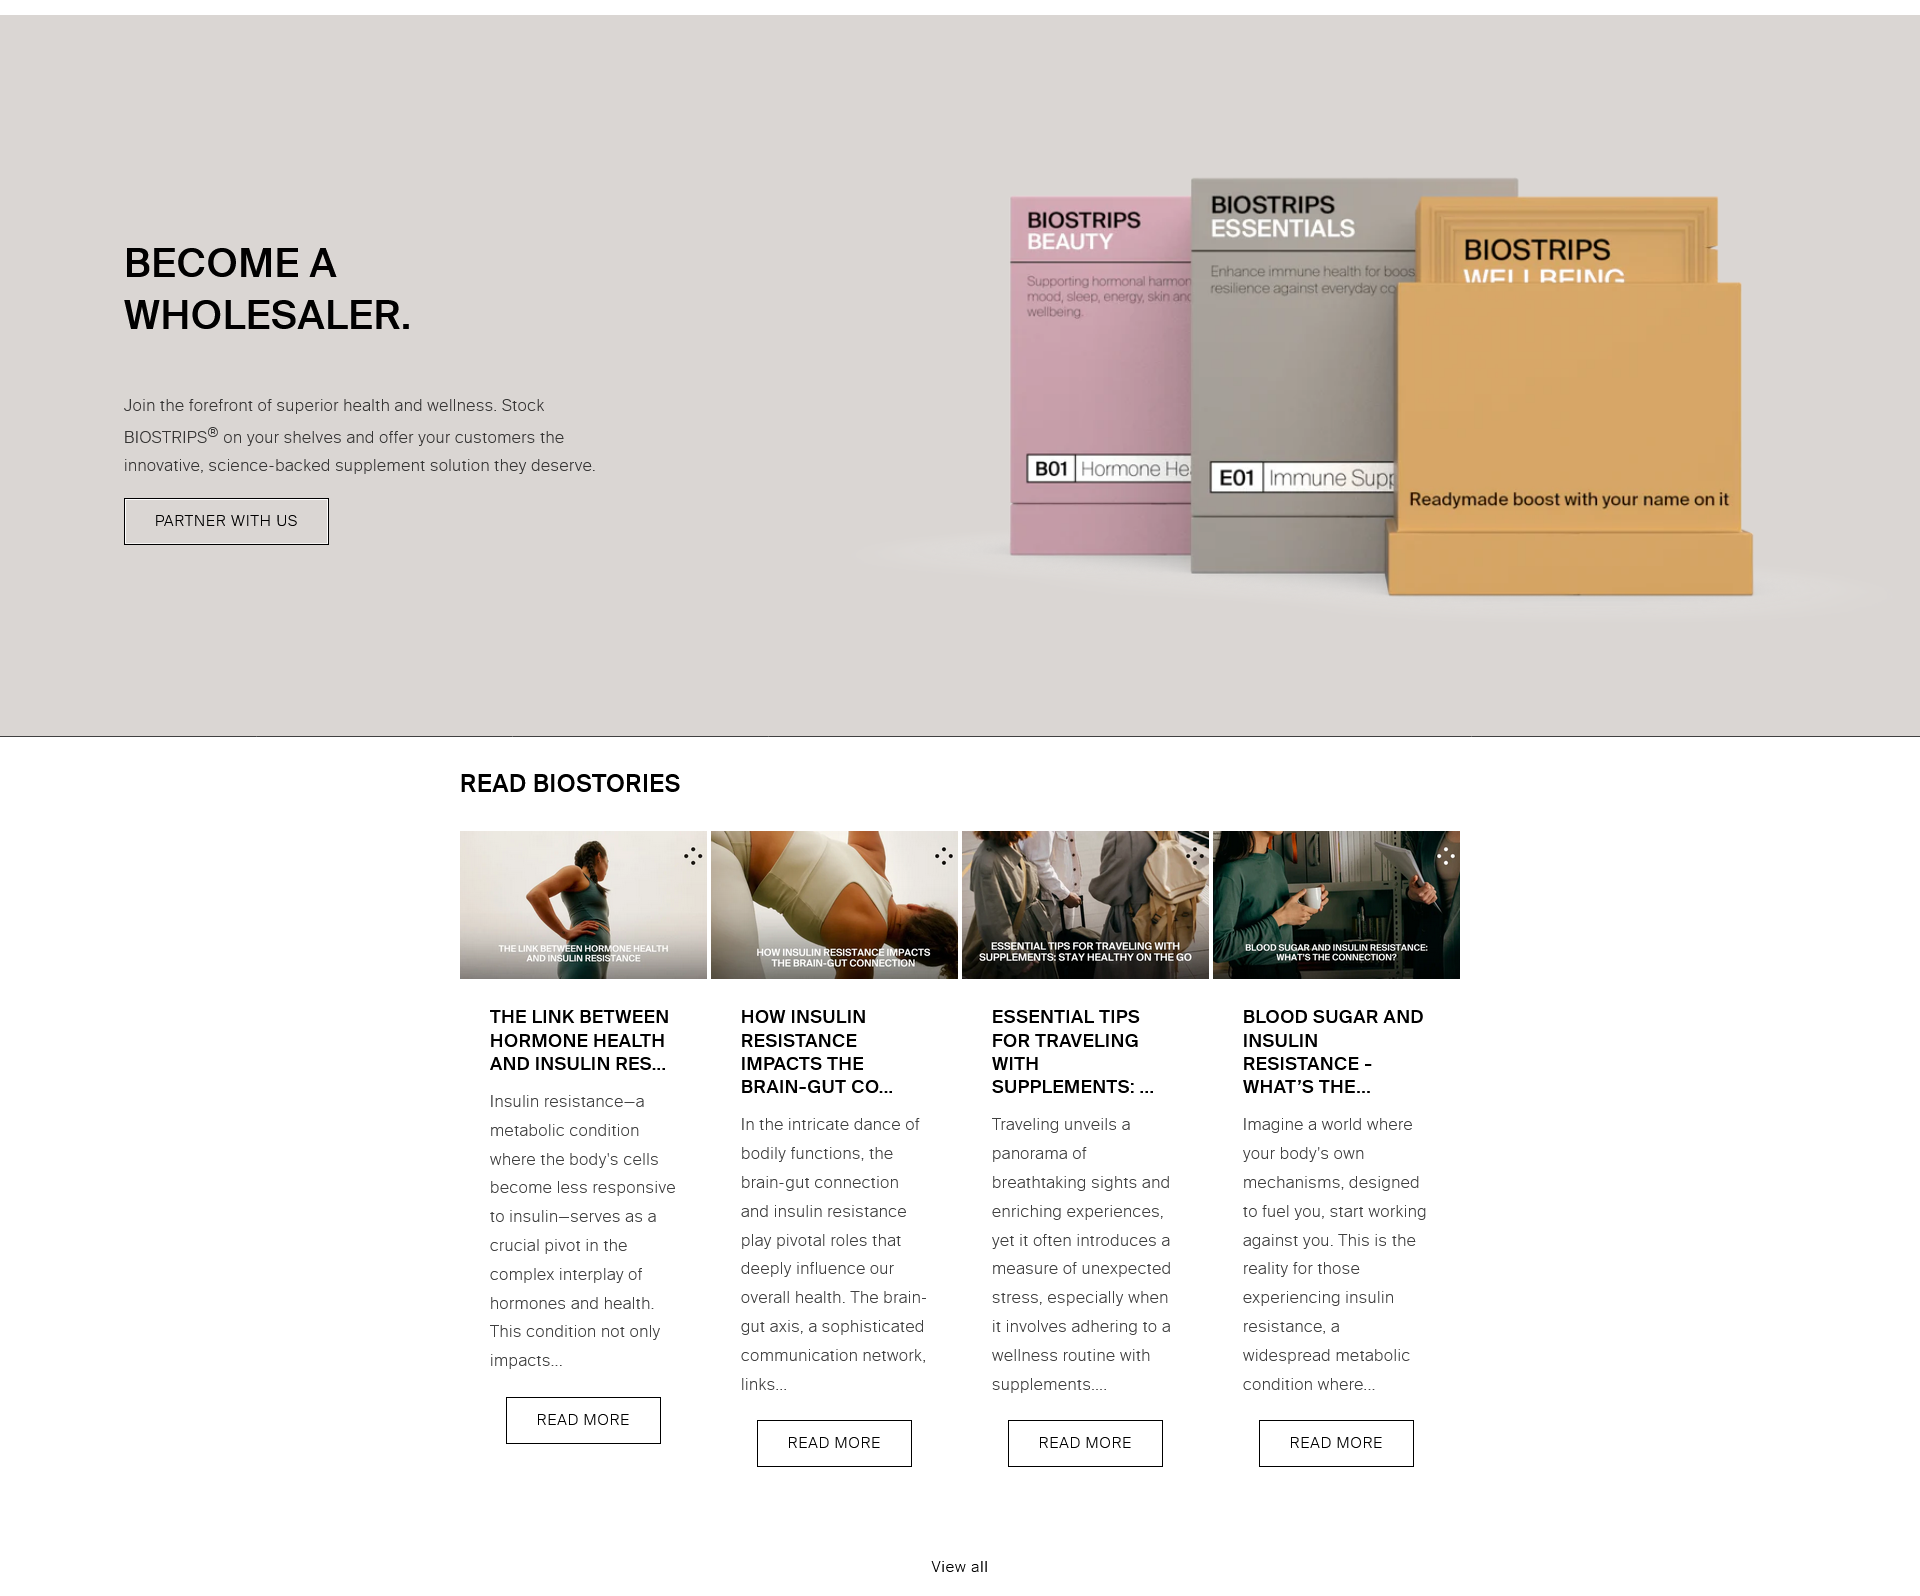 BECOME A
WHOLESALER.
Join the forefront of superior health and wellness. Stock
BIOSTRIPS® on your shelves and offer your customers the
innovative, science-backed supplement solution they deserve.
PARTNER WITH US
BIOSTRIPS
BEAUTY
Supporting hormonal harmon
mood, sleep, energy, skin and
wellbeing.
B01 Hormone Hea
BIOSTRIPS
ESSENTIALS
Enhance immune health for boos
resilience against everyday co
E01 Immune Supp
BIOSTRIPS
WELLBEING
Readymade boost with your name on it
READ BIOSTORIES
THE LINK BETWEEN HORMONE HEALTH
AND INSULIN RESISTANCE
THE LINK BETWEEN
HORMONE HEALTH
AND INSULIN RES...
Insulin resistance—a
metabolic condition
where the body's cells
become less responsive
to insulin—serves as a
crucial pivot in the
complex interplay of
hormones and health.
This condition not only
impacts...
READ MORE
HOW INSULIN RESISTANCE IMPACTS
THE BRAIN-GUT CONNECTION
HOW INSULIN
RESISTANCE
IMPACTS THE
BRAIN-GUT CO...
In the intricate dance of
bodily functions, the
brain-gut connection
and insulin resistance
play pivotal roles that
deeply influence our
overall health. The brain-
gut axis, a sophisticated
communication network,
links...
READ MORE
ESSENTIAL TIPS FOR TRAVELING WITH
SUPPLEMENTS: STAY HEALTHY ON THE GO
ESSENTIAL TIPS
FOR TRAVELING
WITH
SUPPLEMENTS: ...
Traveling unveils a
panorama of
breathtaking sights and
enriching experiences,
yet it often introduces a
measure of unexpected
stress, especially when
it involves adhering to a
wellness routine with
supplements....
READ MORE
BLOOD SUGAR AND INSULIN RESISTANCE:
WHAT'S THE CONNECTION?
BLOOD SUGAR AND
INSULIN
RESISTANCE -
WHAT’S THE...
Imagine a world where
your body's own
mechanisms, designed
to fuel you, start working
against you. This is the
reality for those
experiencing insulin
resistance, a
widespread metabolic
condition where...
READ MORE
View all